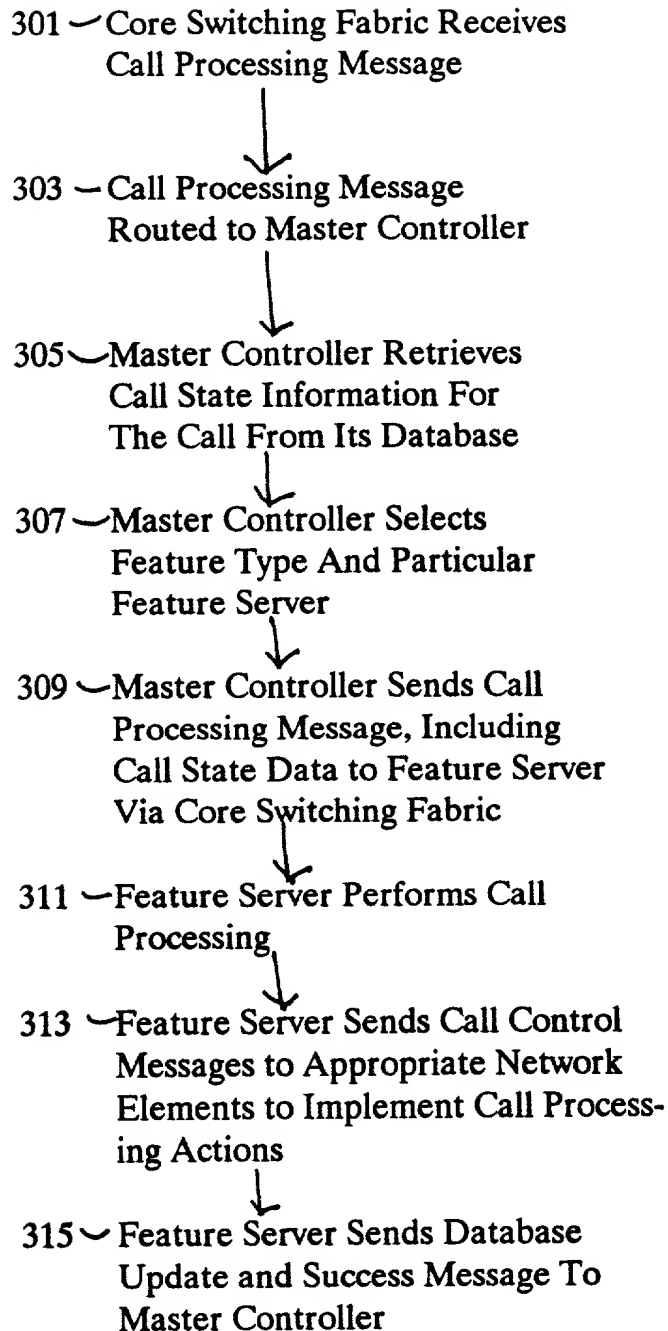 301 Core Switching Fabric Receives
Call Processing Message
303 Call Processing Message
Routed to Master Controller
305 Master Controller Retrieves
Call State Information For
The Call From Its Database
307 Master Controller Selects
Feature Type And Particular
Feature Server
309 Master Controller Sends Call
Processing Message, Including
Call State Data to Feature Server
Via Core Switching Fabric
311 Feature Server Performs Call
Processing
313 Feature Server Sends Call Control
Messages to Appropriate Network
Elements to Implement Call Process-
ing Actions
315 Feature Server Sends Database
Update and Success Message To
Master Controller